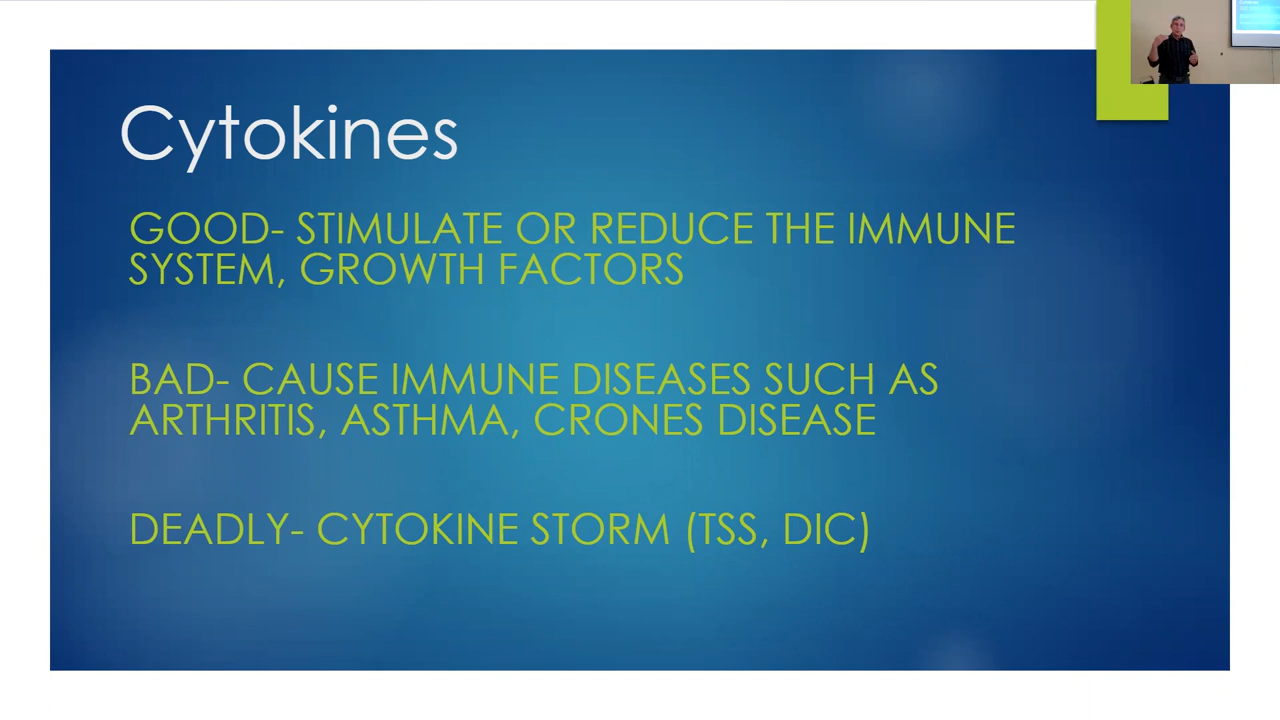 Cytokines
GOOD- STIMULATE OR REDUCE THE IMMUNE
SYSTEM, GROWTH FACTORS
BAD- CAUSE IMMUNE DISEASES SUCH AS
ARTHRITIS, ASTHMA, CRONES DISEASE
DEADLY- CYTOKINE STORM (TSS, DIC)